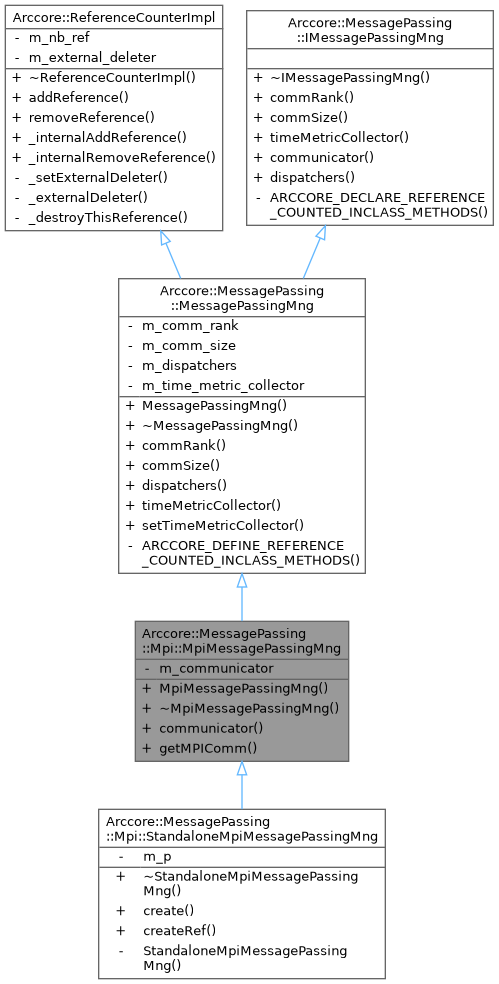 Arccore::ReferenceCounterImpl
- m_nb_ref
- m_external_deleter
+ ~ReferenceCounterImpl()
+ addReference()
+ removeReference()
+ _internalAddReference()
+ _internalRemoveReference()
- _setExternalDeleter()
- _externalDeleter()
- _destroyThisReference()
Arccore::MessagePassing
::IMessagePassingMng
+ ~IMessagePassingMng()
+ commRank()
+ commSize()
+ timeMetricCollector()
+ communicator()
+ dispatchers()
- ARCCORE_DECLARE_REFERENCE
_COUNTED_INCLASS_METHODS()
Arccore::MessagePassing
::MessagePassingMng
- m_comm_rank
- m_comm_size
- m_dispatchers
- m_time_metric_collector
+ MessagePassingMng()
+ ~MessagePassingMng()
+ commRank()
+ commSize()
+ dispatchers()
+ timeMetricCollector()
+ setTimeMetricCollector()
- ARCCORE_DEFINE_REFERENCE
_COUNTED_INCLASS_METHODS()
Arccore::MessagePassing
::Mpi::MpiMessagePassingMng
- m_communicator
+ MpiMessagePassingMng()
+ ~MpiMessagePassingMng()
+ communicator()
+ getMPIComm()
Arccore::MessagePassing
::Mpi::StandaloneMpiMessagePassingMng
- m_p
+ ~StandaloneMpiMessagePassing
Mng()
+ create()
+ createRef()
- StandaloneMpiMessagePassing
Mng()